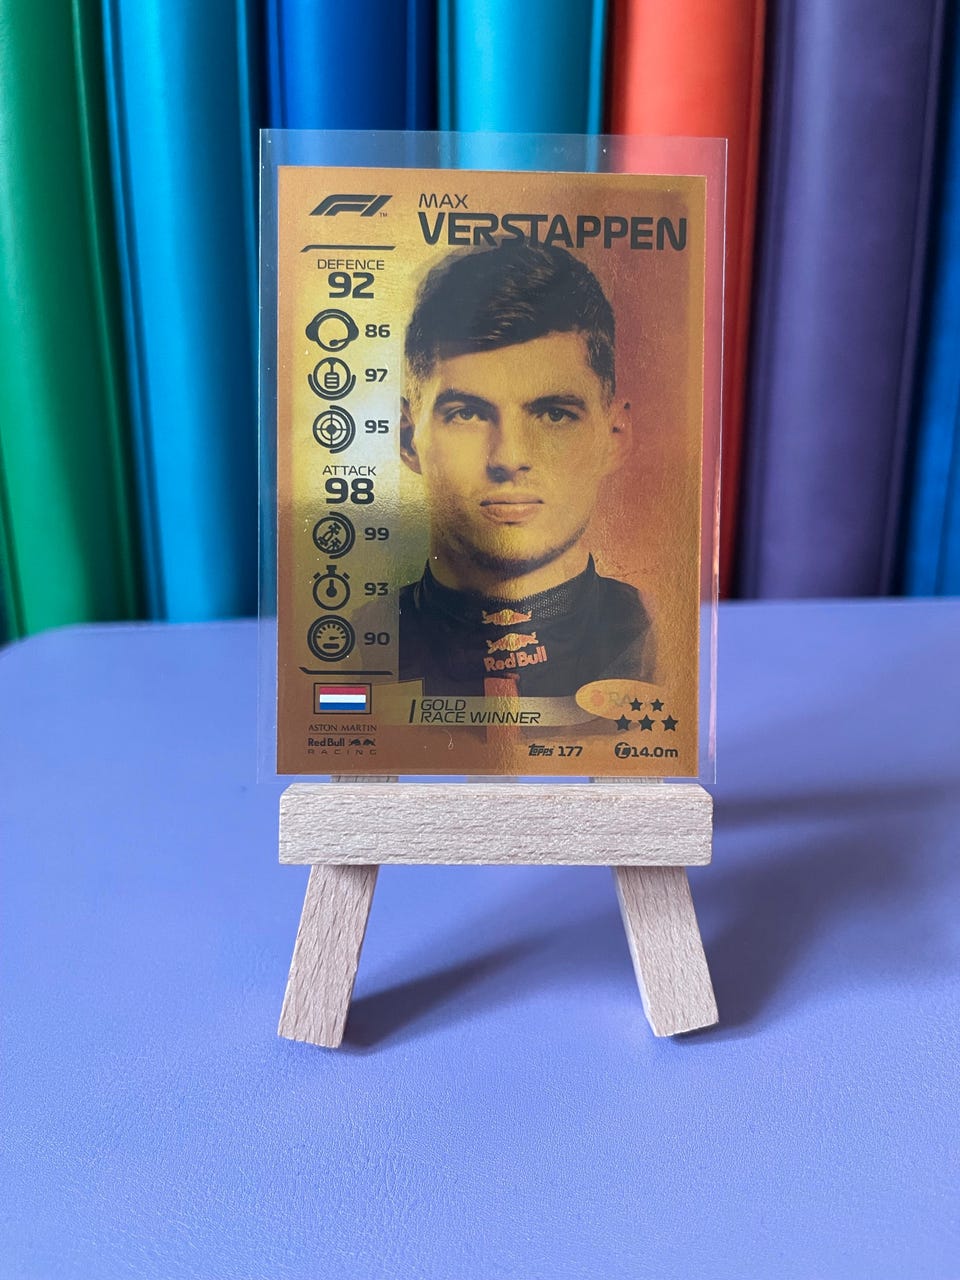 F1
TM
MAX
VERSTAPPEN
DEFENCE
92
86
97
95
ATTACK
98
99
93
90
Red Bull
GOLD
RACE WINNER
ASTON MARTIN
Red Bull
RACING
Topps 177
14.0m